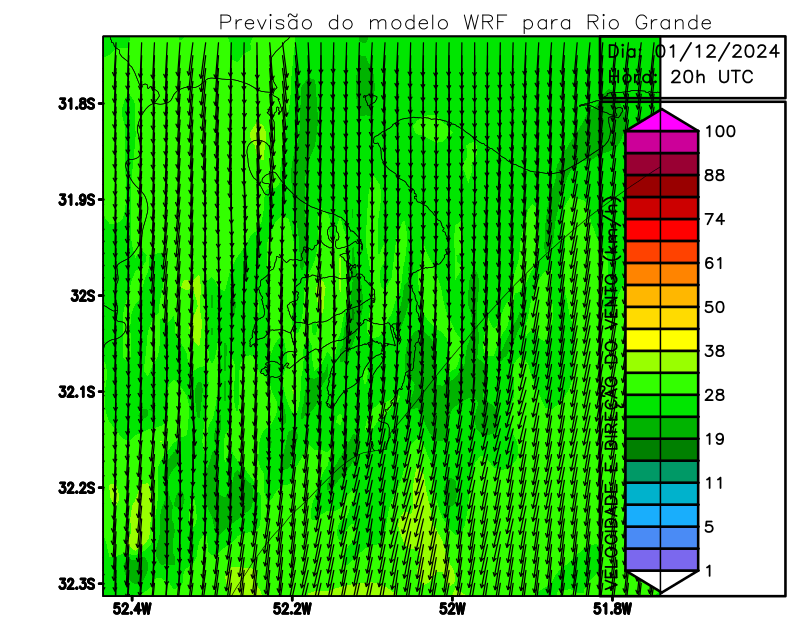 Previsão do modelo WRF para Rio Grande
Dia: 01/12/2024
Hora: 20h UTC
31.8S
31.9S
32S
32.1S
32.2S
32.3S
52.4W
52.2W
52W
51.8W
VELOCIDADE E DIREÇÃO DO VENTO (km/h)
100
88
74
61
50
38
28
19
11
5
1